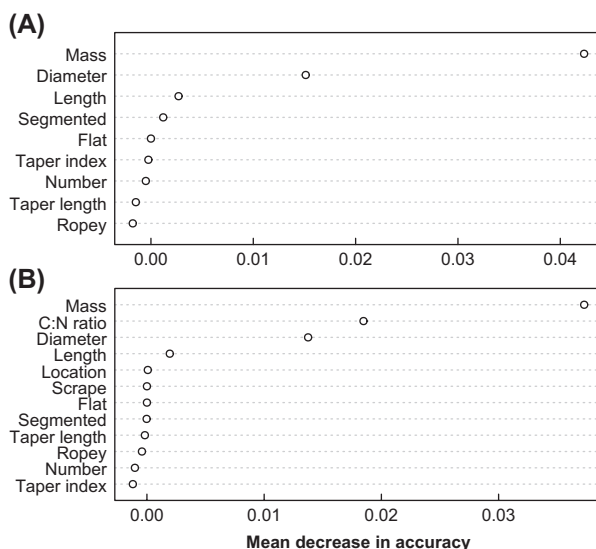 (A)
Mass
Diameter
Length
Segmented
Flat
Taper index
Number
Taper length
Ropey
0.00 0.01 0.02 0.03 0.04
(B)
Mass
C:N ratio
Diameter
Length
Location
Scrape
Flat
Segmented
Taper length
Ropey
Number
Taper index
0.00 0.01 0.02 0.03
Mean decrease in accuracy